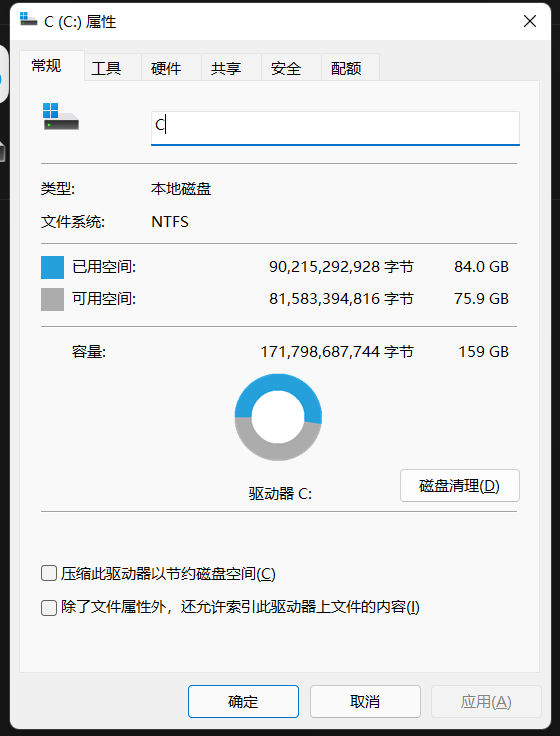 C (C:) 属性
常规 工具 硬件 共享 安全 配额
C
类型: 本地磁盘
文件系统: NTFS
已用空间: 90,215,292,928 字节 84.0 GB
可用空间: 81,583,394,816 字节 75.9 GB
容量: 171,798,687,744 字节 159 GB
驱动器 C: 磁盘清理(D)
压缩此驱动器以节约磁盘空间(C)
除了文件属性外，还允许索引此驱动器上文件的内容(I)
确定 取消 应用(A)